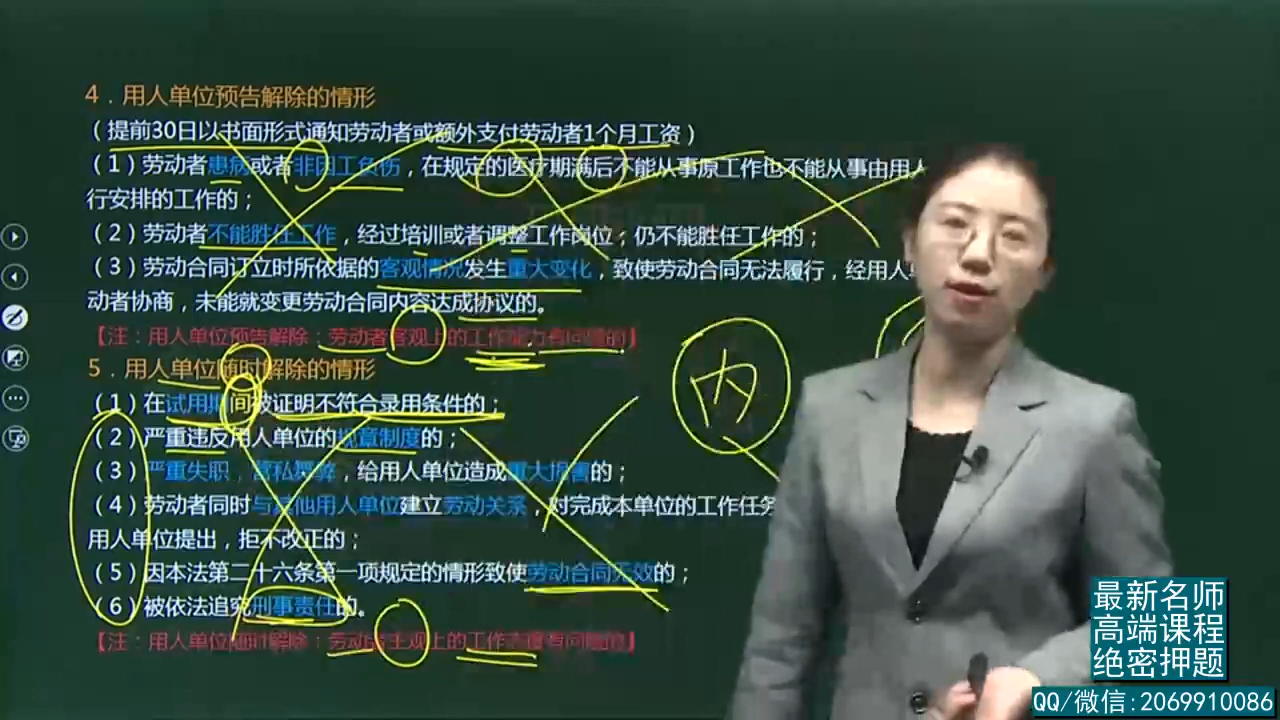 4．用人单位预告解除的情形
（提前30日以书面形式通知劳动者或额外支付劳动者1个月工资）
（1）劳动者患病或者非因工负伤，在规定的医疗期满后不能从事原工作也不能从事由用人
行安排的工作的；
（2）劳动者不能胜任工作，经过培训或者调整工作岗位，仍不能胜任工作的；
（3）劳动合同订立时所依据的客观情况发生重大变化，致使劳动合同无法履行，经用人
动者协商，未能就变更劳动合同内容达成协议的。
【注：用人单位预告解除：劳动者客观上的工作能力有问题的】
内
5．用人单位随时解除的情形
（1）在试用期间被证明不符合录用条件的；
（2）严重违反用人单位的规章制度的；
（3）严重失职，营私舞弊，给用人单位造成重大损害的；
（4）劳动者同时与其他用人单位建立劳动关系，对完成本单位的工作任务
用人单位提出，拒不改正的；
（5）因本法第二十六条第一项规定的情形致使劳动合同无效的；
（6）被依法追究刑事责任的。
【注：用人单位随时解除：劳动者主观上的工作态度有问题的】
最新名师
高端课程
绝密押题
QQ/微信:2069910086